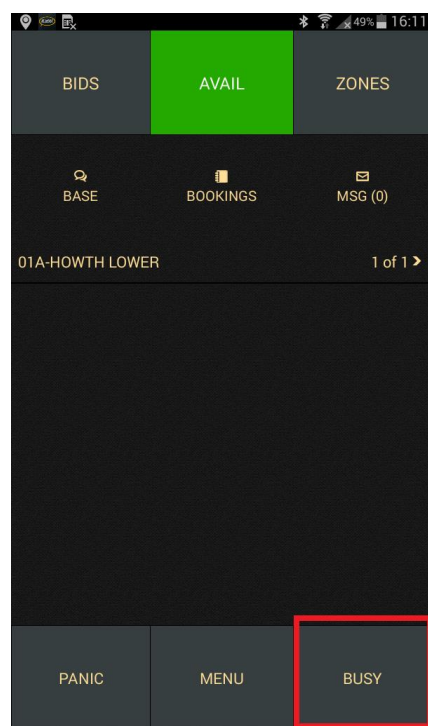 49% 16:11
BIDS AVAIL ZONES
BASE BOOKINGS MSG (0)
01A-HOWTH LOWER 1 of 1 >
PANIC MENU BUSY